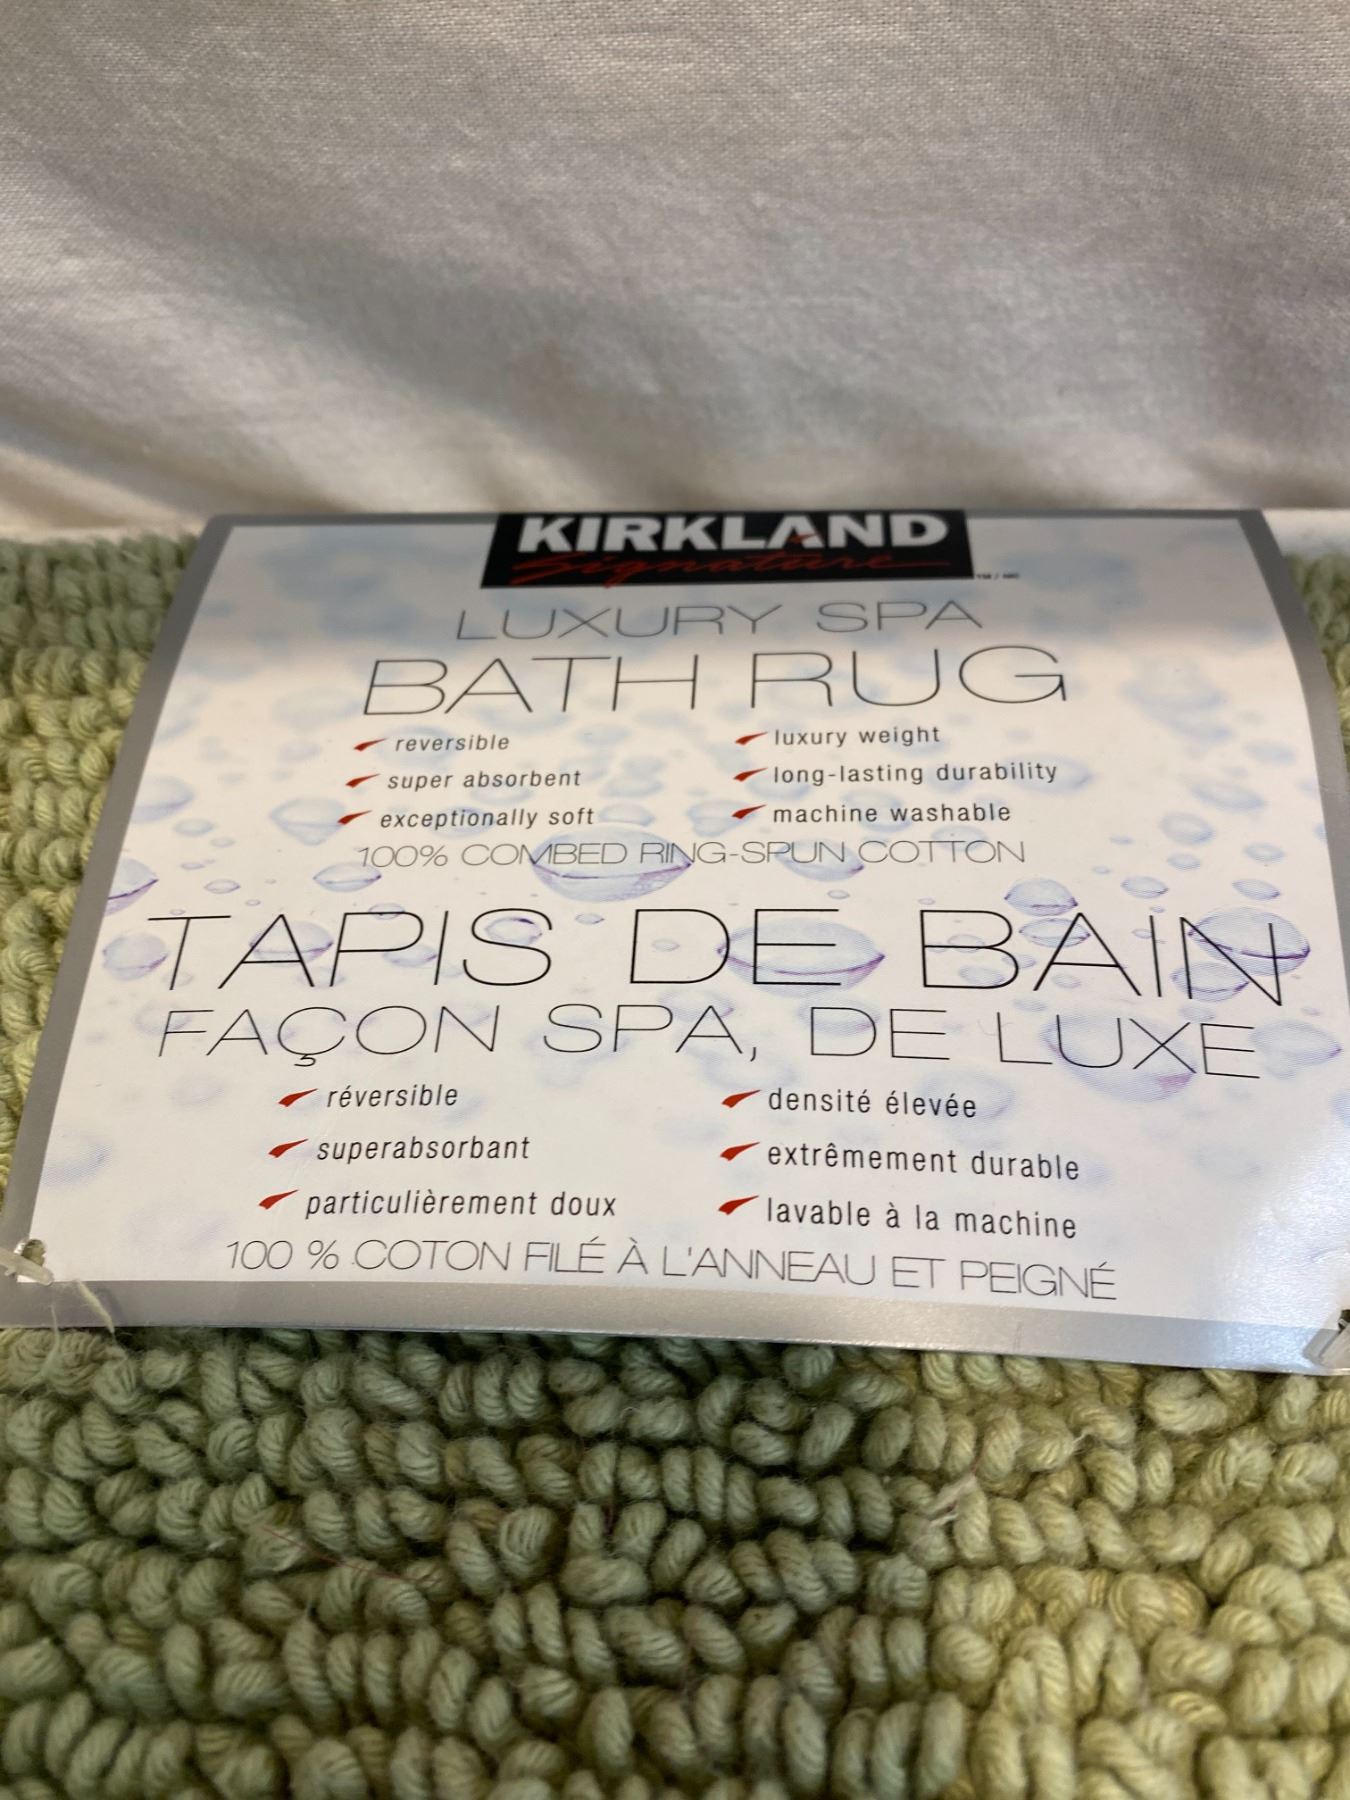 KIRKLAND
Signature
TM / MC
LUXURY SPA
BATH RUG
reversible
super absorbent
exceptionally soft
luxury weight
long-lasting durability
machine washable
100% COMBED RING-SPUN COTTON
TAPIS DE BAIN
FAÇON SPA, DE LUXE
réversible
superabsorbant
particulièrement doux
densité élevée
extrêmement durable
lavable à la machine
100 % COTON FILÉ À L'ANNEAU ET PEIGNÉ